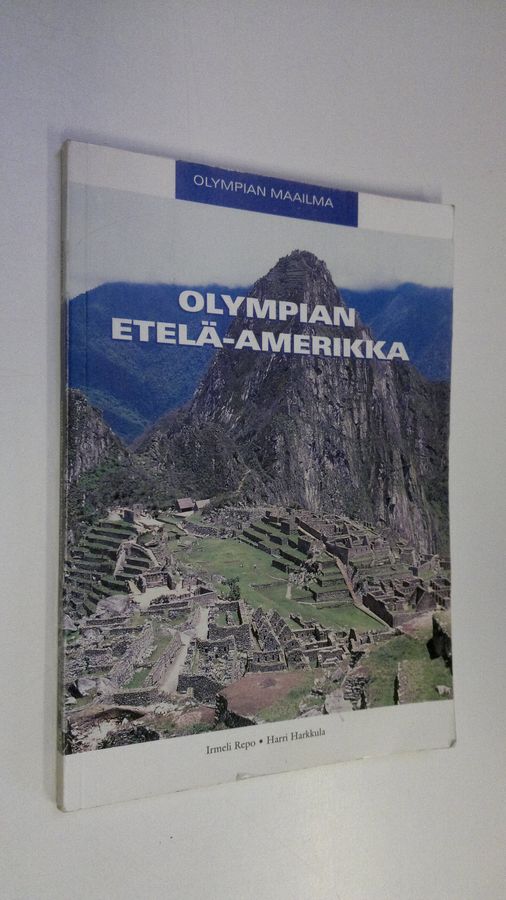 OLYMPIAN MAAILMA
OLYMPIAN
ETELÄ-AMERIKKA
Irmeli Repo • Harri Harkkula